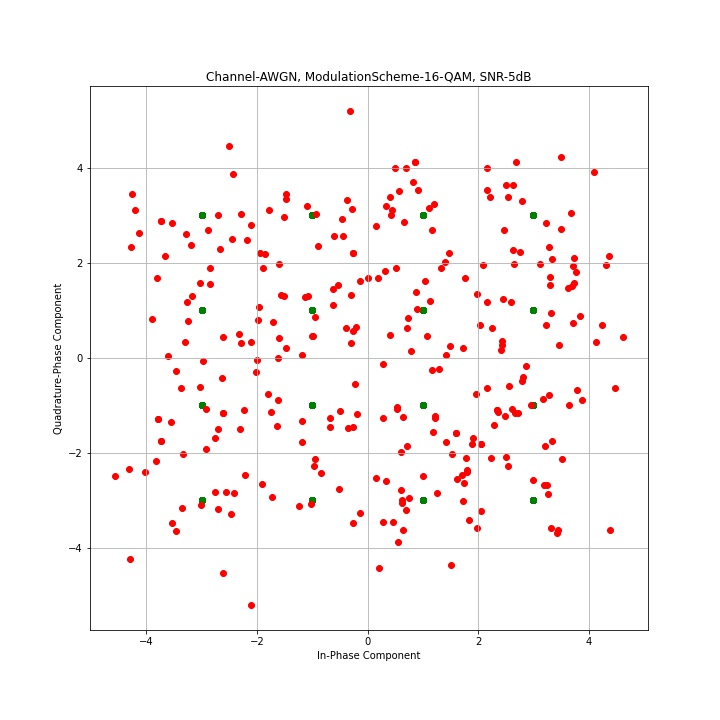 Channel-AWGN, ModulationScheme-16-QAM, SNR-5dB
4
2
0
−2
−4
Quadrature-Phase Component
−4 −2 0 2 4
In-Phase Component